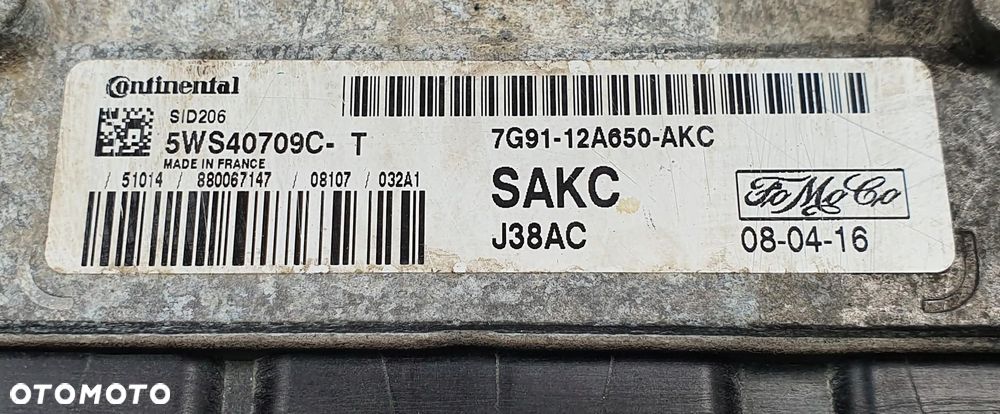 Continental
SID206
5WS40709C- T
MADE IN FRANCE
/ 51014 / 880067147 / 08107 / 032A1
7G91-12A650-AKC
SAKC
J38AC
FoMoCo
08-04-16
OTOMOTO